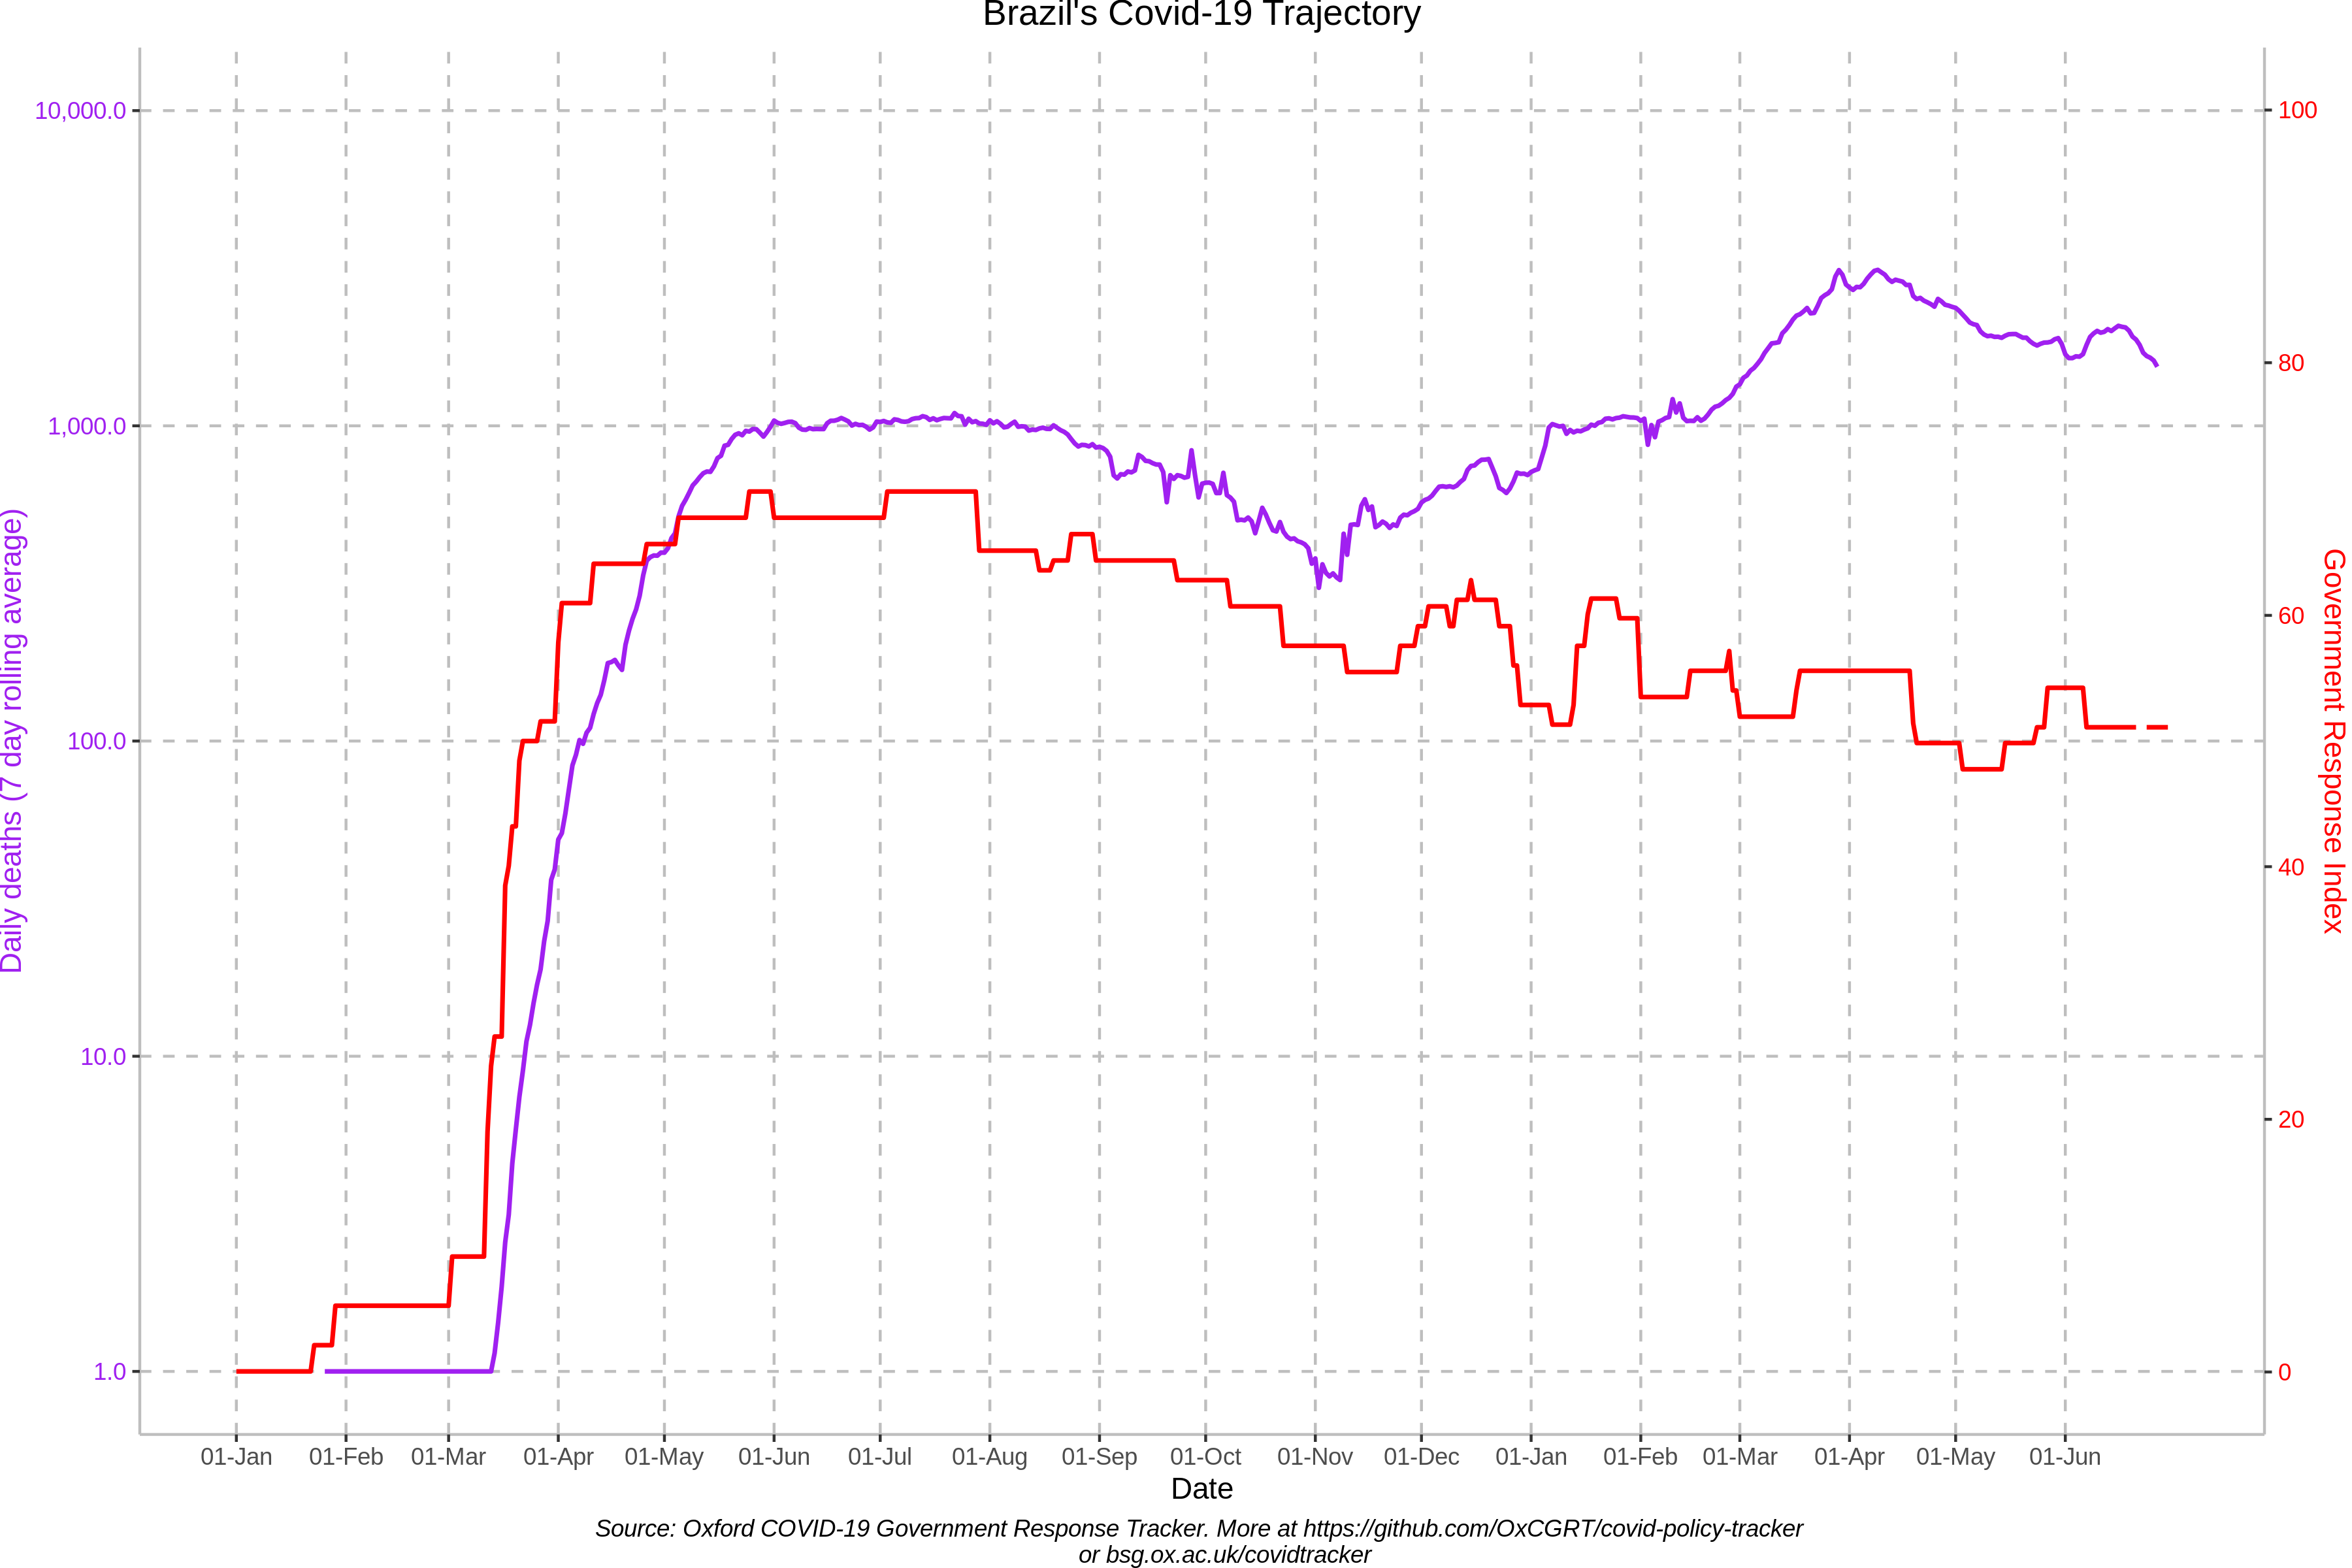 Brazil's Covid-19 Trajectory
10,000.0
1,000.0
100.0
10.0
1.0
Daily deaths (7 day rolling average)
100
80
60
40
20
0
Government Response Index
01-Jan 01-Feb 01-Mar 01-Apr 01-May 01-Jun 01-Jul 01-Aug 01-Sep 01-Oct 01-Nov 01-Dec 01-Jan 01-Feb 01-Mar 01-Apr 01-May 01-Jun
Date
Source: Oxford COVID-19 Government Response Tracker. More at https://github.com/OxCGRT/covid-policy-tracker
or bsg.ox.ac.uk/covidtracker